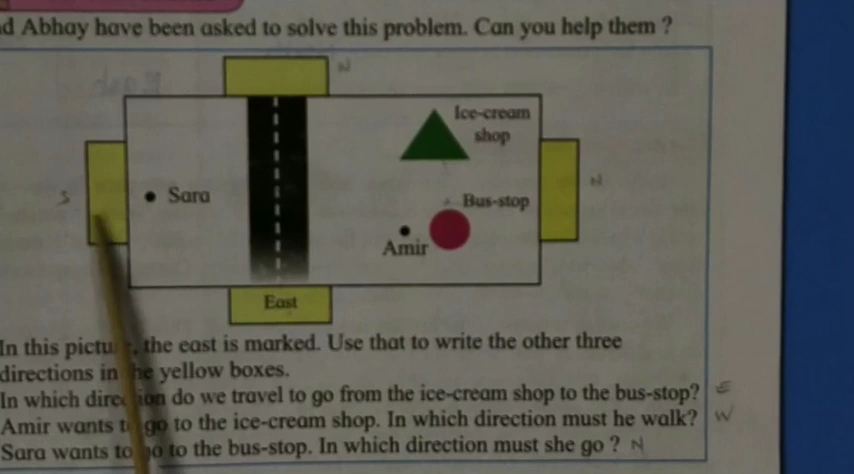 d Abhay have been asked to solve this problem. Can you help them ?
N
Ice-cream
shop
S
Sara
N
Bus-stop
Amir
East
In this pictu , the east is marked. Use that to write the other three
directions in he yellow boxes.
In which dire ion do we travel to go from the ice-cream shop to the bus-stop? E
Amir wants t go to the ice-cream shop. In which direction must he walk? W
Sara wants to o to the bus-stop. In which direction must she go ? N